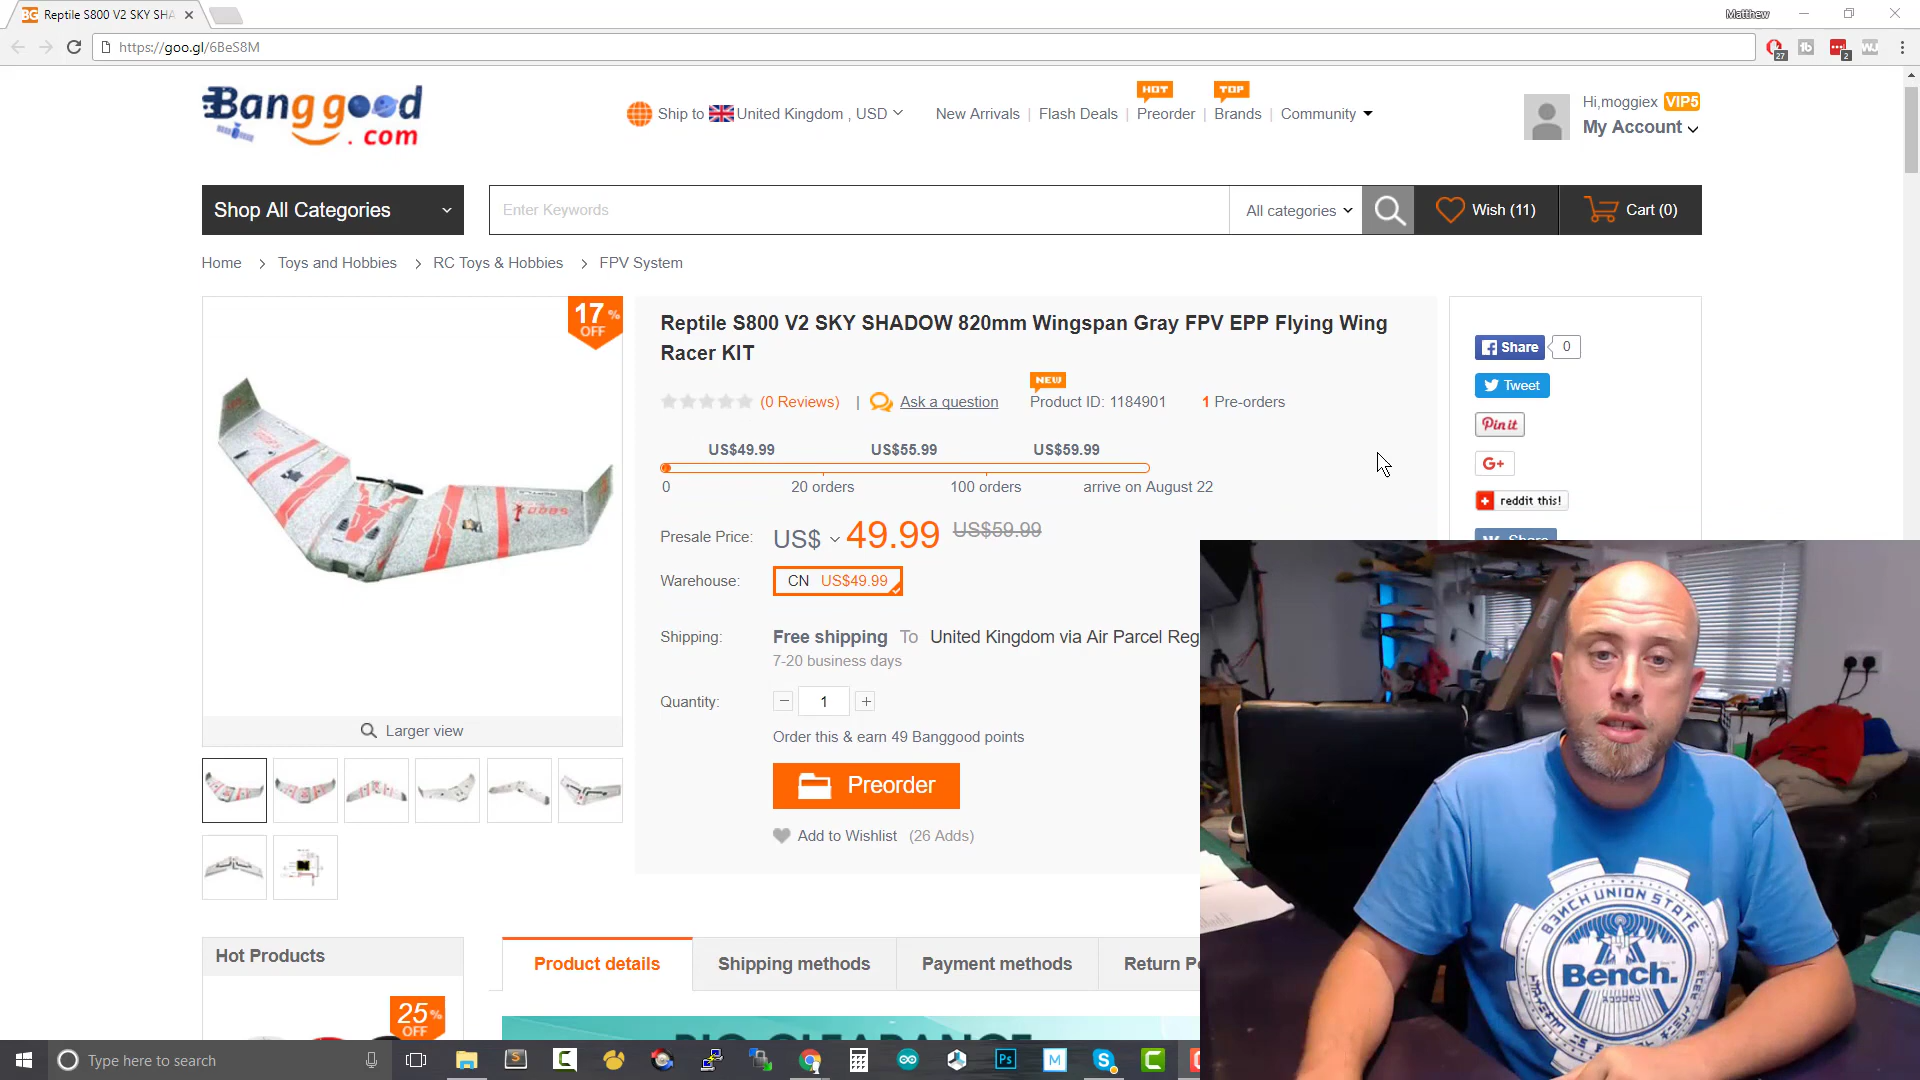 Reptile S800 V2 SKY SHA
Matthew
https://goo.gl/6BeS8M
27
2
Banggood
.com
Ship to United Kingdom , USD
New Arrivals
Flash Deals
HOT
Preorder
TOP
Brands
Community
Hi,moggiex VIP5
My Account
Shop All Categories
Enter Keywords
All categories
Wish (11)
Cart (0)
Home
Toys and Hobbies
RC Toys & Hobbies
FPV System
17%
OFF
Reptile S800 V2 SKY SHADOW 820mm Wingspan Gray FPV EPP Flying Wing
Racer KIT
(0 Reviews)
Ask a question
NEW
Product ID: 1184901
1 Pre-orders
US$49.99
US$55.99
US$59.99
0
20 orders
100 orders
arrive on August 22
Presale Price:
US$ 49.99
US$59.99
Warehouse:
CN US$49.99
Shipping:
Free shipping To United Kingdom via Air Parcel Reg
7-20 business days
Quantity:
− 1 +
Order this & earn 49 Banggood points
Preorder
Add to Wishlist (26 Adds)
Larger view
Share
0
Tweet
Pin it
G+
reddit this!
Share
Hot Products
25%
OFF
Product details
Shipping methods
Payment methods
Return P
BIG CLEARANCE
BENCH UNION STATE
Bench.
Type here to search
Ps
M